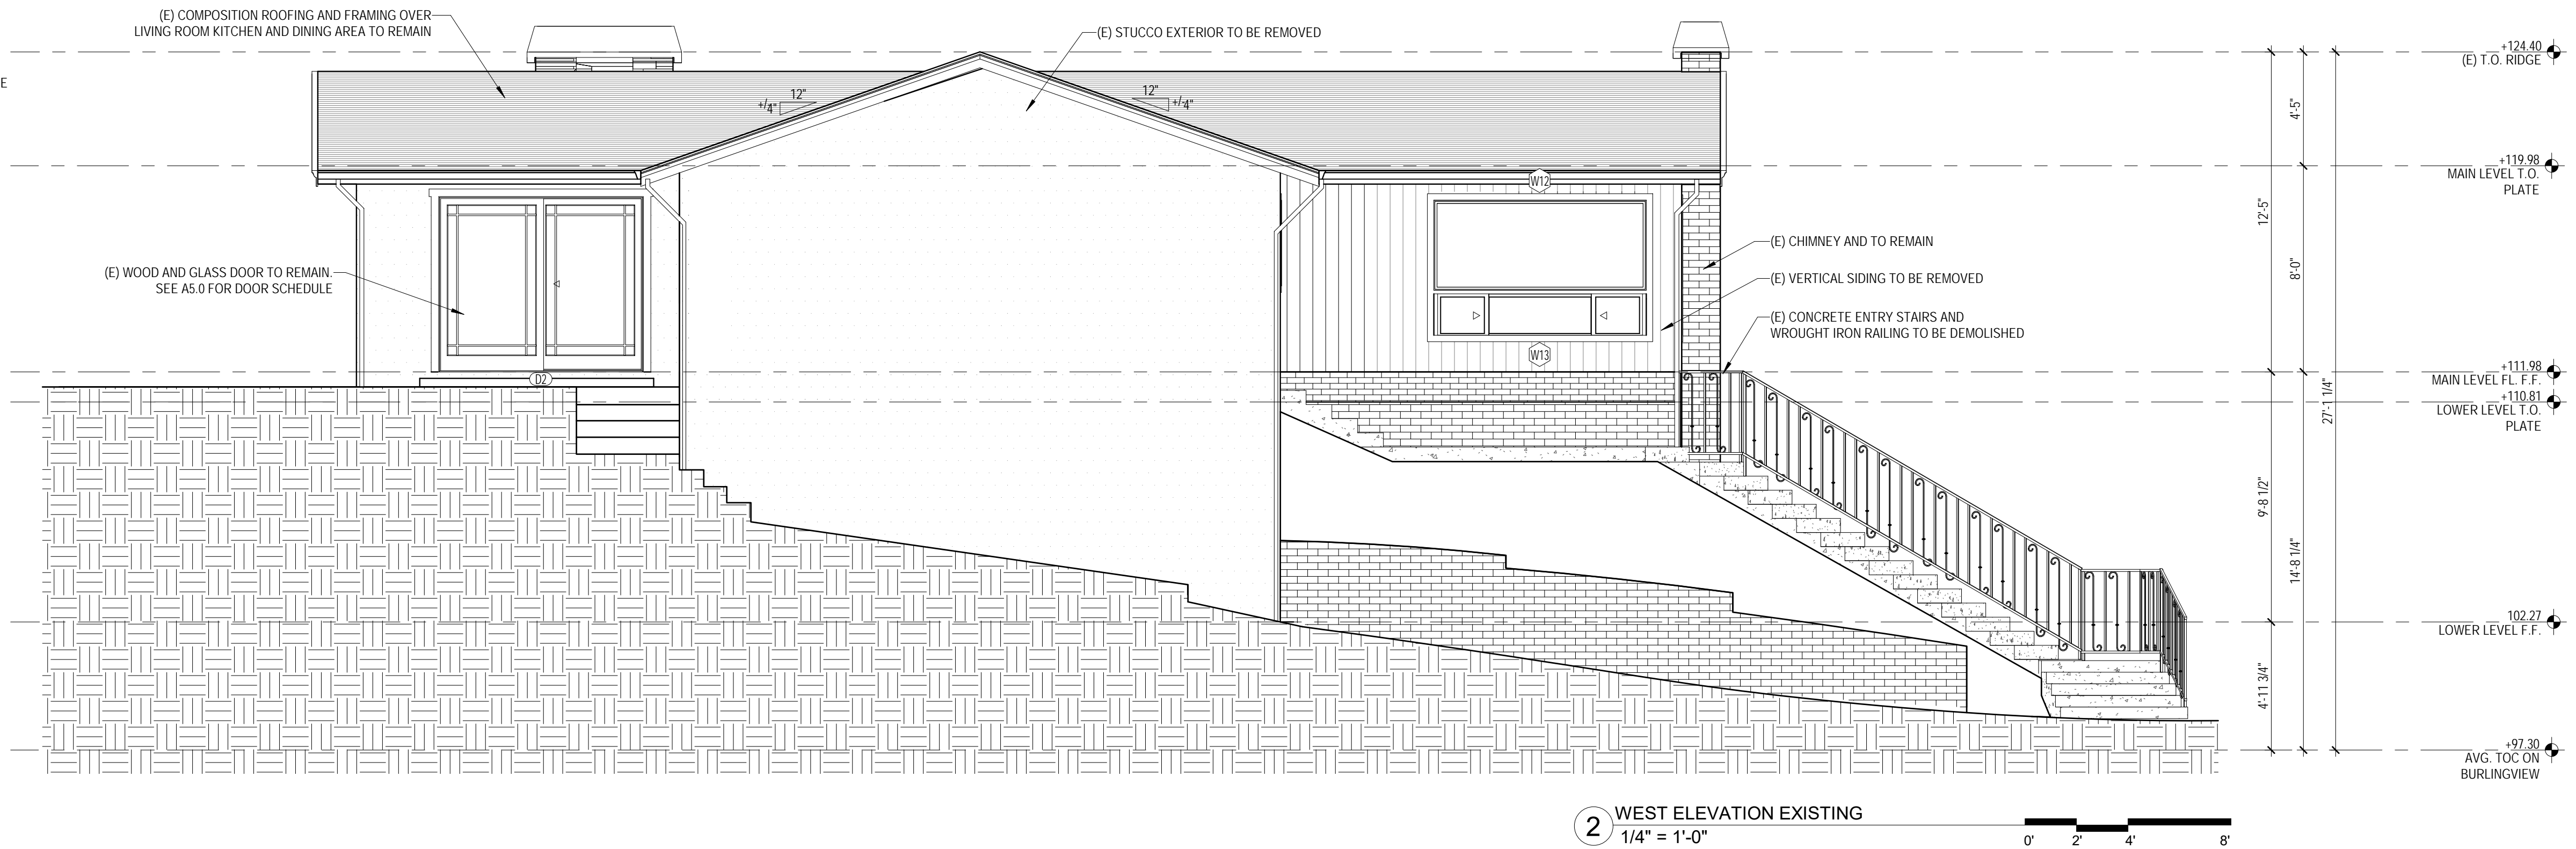 (E) COMPOSITION ROOFING AND FRAMING OVER
LIVING ROOM KITCHEN AND DINING AREA TO REMAIN
(E) STUCCO EXTERIOR TO BE REMOVED
+124.40
(E) T.O. RIDGE
E
12"
+/4"
12"
+/-4"
4'-5"
+119.98
MAIN LEVEL T.O.
PLATE
W12
12'-5"
8'-0"
(E) CHIMNEY AND TO REMAIN
(E) WOOD AND GLASS DOOR TO REMAIN.
SEE A5.0 FOR DOOR SCHEDULE
(E) VERTICAL SIDING TO BE REMOVED
(E) CONCRETE ENTRY STAIRS AND
WROUGHT IRON RAILING TO BE DEMOLISHED
W13
D2
+111.98
MAIN LEVEL FL. F.F.
+110.81
LOWER LEVEL T.O.
PLATE
27'-1 1/4"
9'-8 1/2"
14'-8 1/4"
102.27
LOWER LEVEL F.F.
4'-11 3/4"
+97.30
AVG. TOC ON
BURLINGVIEW
2
WEST ELEVATION EXISTING
1/4" = 1'-0"
0' 2' 4' 8'